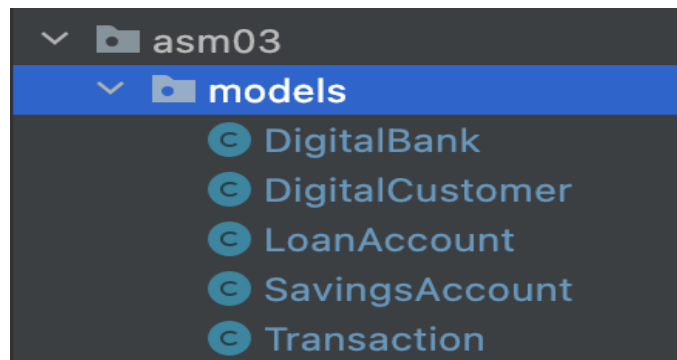 asm03
models
C DigitalBank
C DigitalCustomer
C LoanAccount
C SavingsAccount
C Transaction